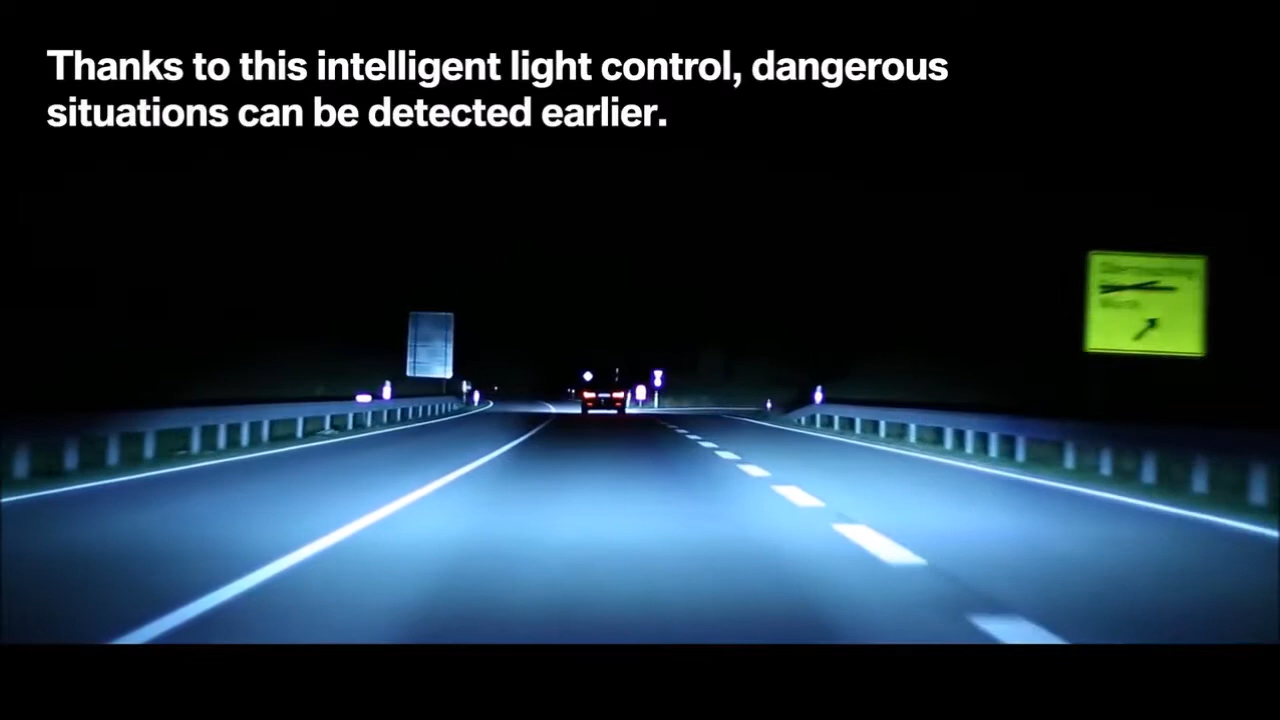 Thanks to this intelligent light control, dangerous
situations can be detected earlier.